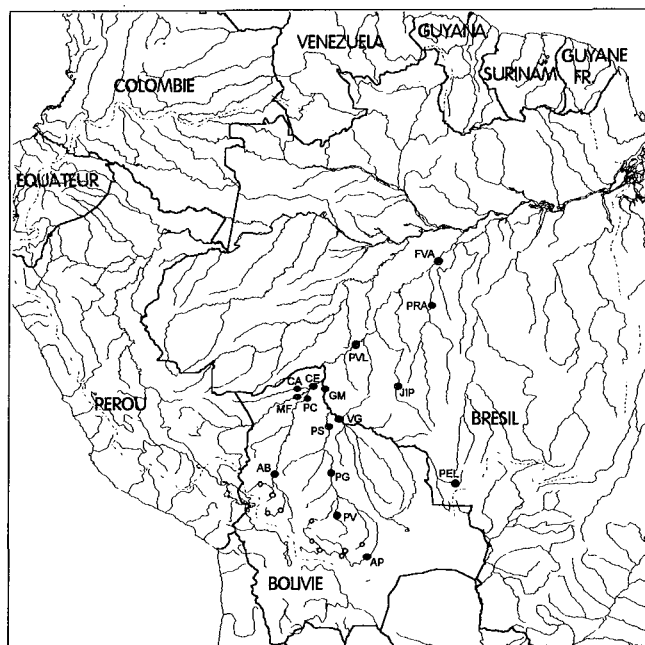 GUYANA
VENEZUELA
GUYANE
FR.
SURINAM
COLOMBIE
EQUATEUR
FVA
PRA
PVL
CA
CE
GM
JIP
MF
PC
PEROU
VG
BRESIL
PS
AB
PG
PEL
PV
AP
BOLIVIE